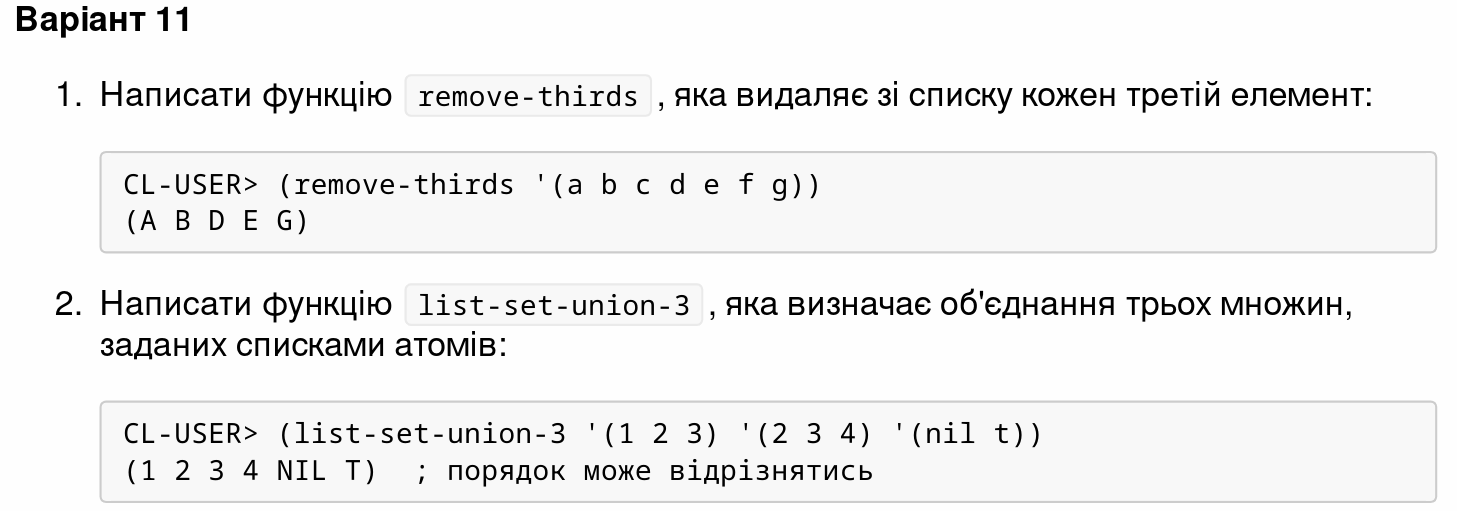 Варіант 11
1. Написати функцію remove-thirds , яка видаляє зі списку кожен третій елемент:
CL-USER> (remove-thirds '(a b c d e f g))
(A B D E G)
2. Написати функцію list-set-union-3 , яка визначає об'єднання трьох множин,
заданих списками атомів:
CL-USER> (list-set-union-3 '(1 2 3) '(2 3 4) '(nil t))
(1 2 3 4 NIL T)  ; порядок може відрізнятись